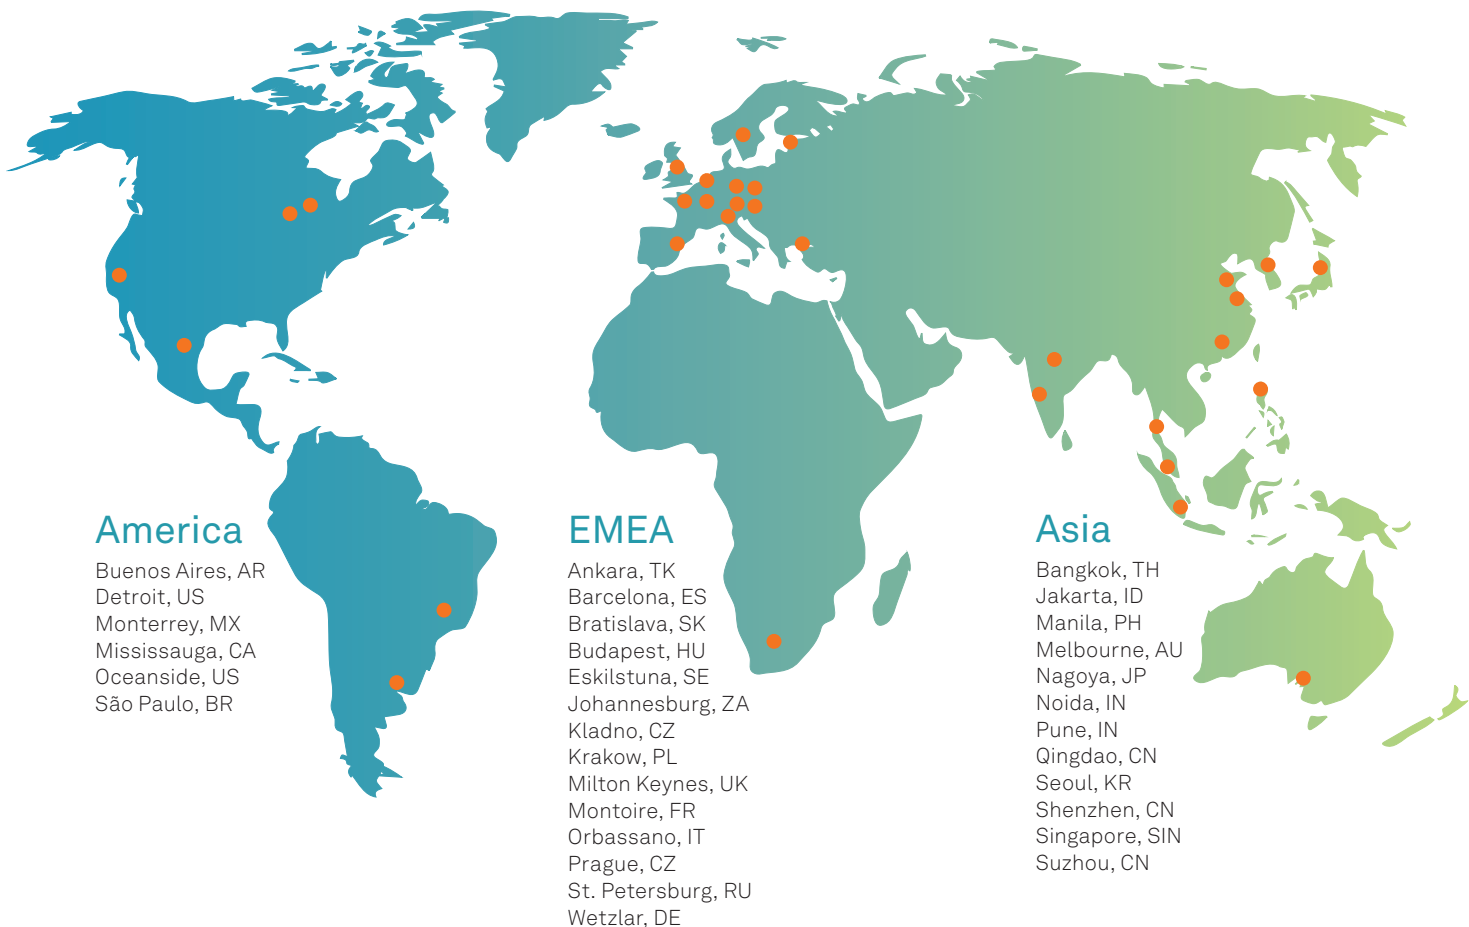 America
Buenos Aires, AR
Detroit, US
Monterrey, MX
Mississauga, CA
Oceanside, US
São Paulo, BR
EMEA
Ankara, TK
Barcelona, ES
Bratislava, SK
Budapest, HU
Eskilstuna, SE
Johannesburg, ZA
Kladno, CZ
Krakow, PL
Milton Keynes, UK
Montoire, FR
Orbassano, IT
Prague, CZ
St. Petersburg, RU
Wetzlar, DE
Asia
Bangkok, TH
Jakarta, ID
Manila, PH
Melbourne, AU
Nagoya, JP
Noida, IN
Pune, IN
Qingdao, CN
Seoul, KR
Shenzhen, CN
Singapore, SIN
Suzhou, CN